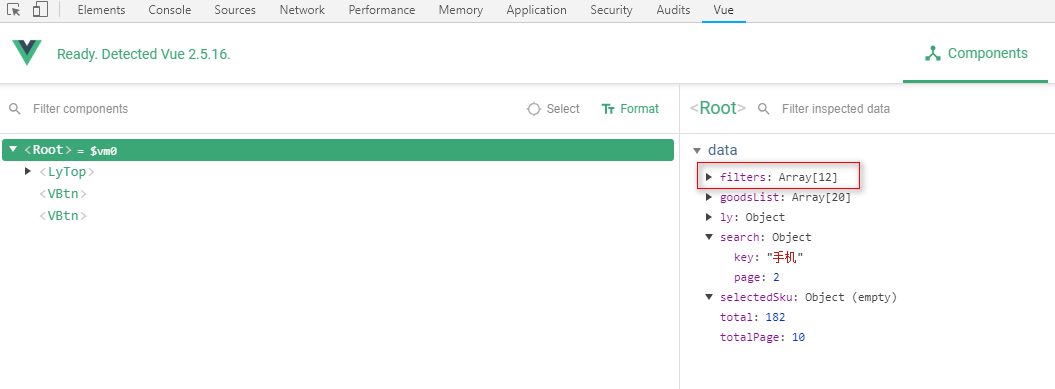 Elements Console Sources Network Performance Memory Application Security Audits Vue
Ready. Detected Vue 2.5.16.
Components
Filter components
Select
Format
<Root> = $vm0
<LyTop>
<VBtn>
<VBtn>
<Root>
Filter inspected data
data
filters: Array[12]
goodsList: Array[20]
ly: Object
search: Object
key: "手机"
page: 2
selectedSku: Object (empty)
total: 182
totalPage: 10